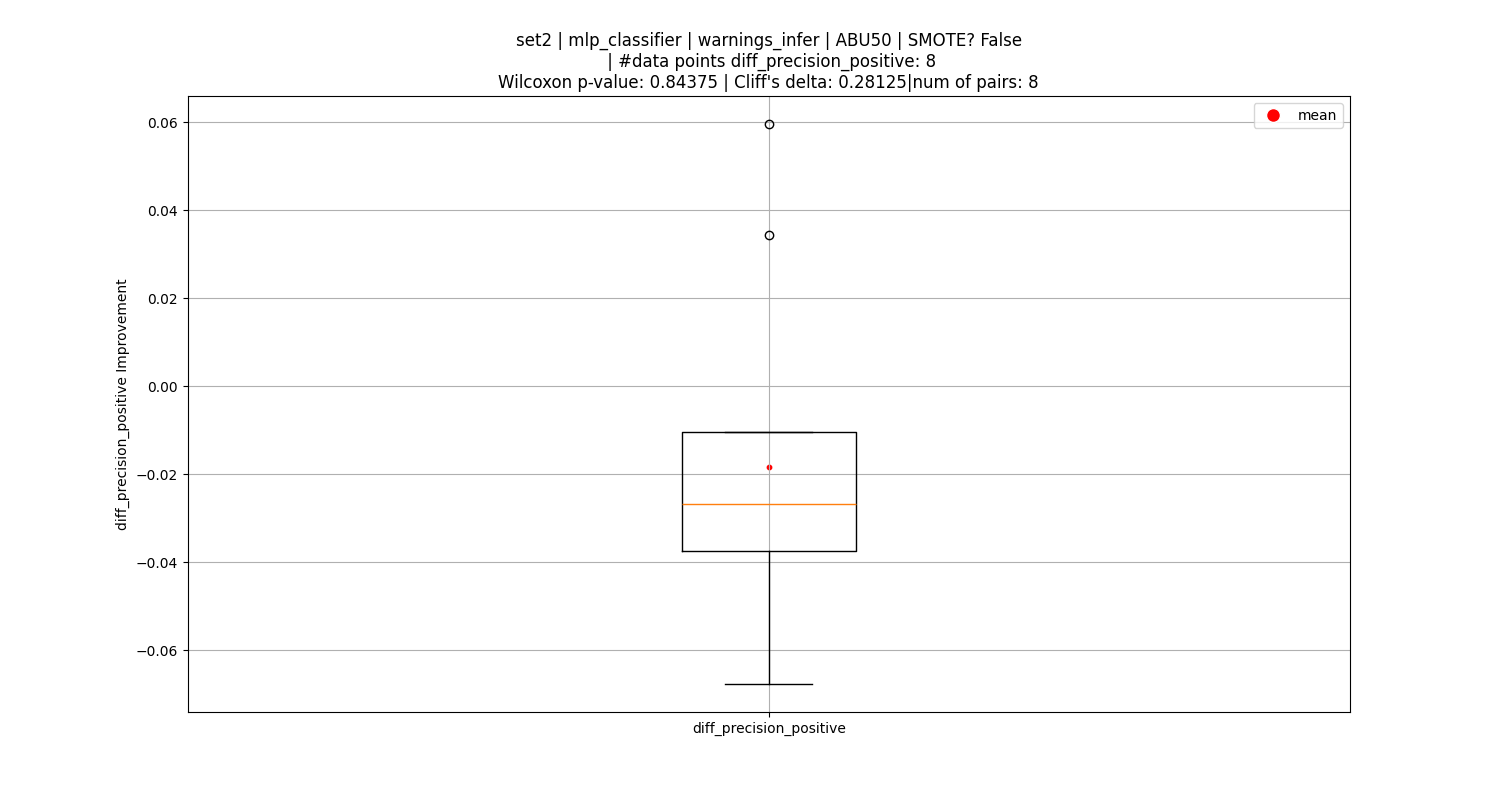 set2 | mlp_classifier | warnings_infer | ABU50 | SMOTE? False
| #data points diff_precision_positive: 8
Wilcoxon p-value: 0.84375 | Cliff's delta: 0.28125|num of pairs: 8
mean
0.06
0.04
0.02
0.00
−0.02
−0.04
−0.06
diff_precision_positive Improvement
diff_precision_positive